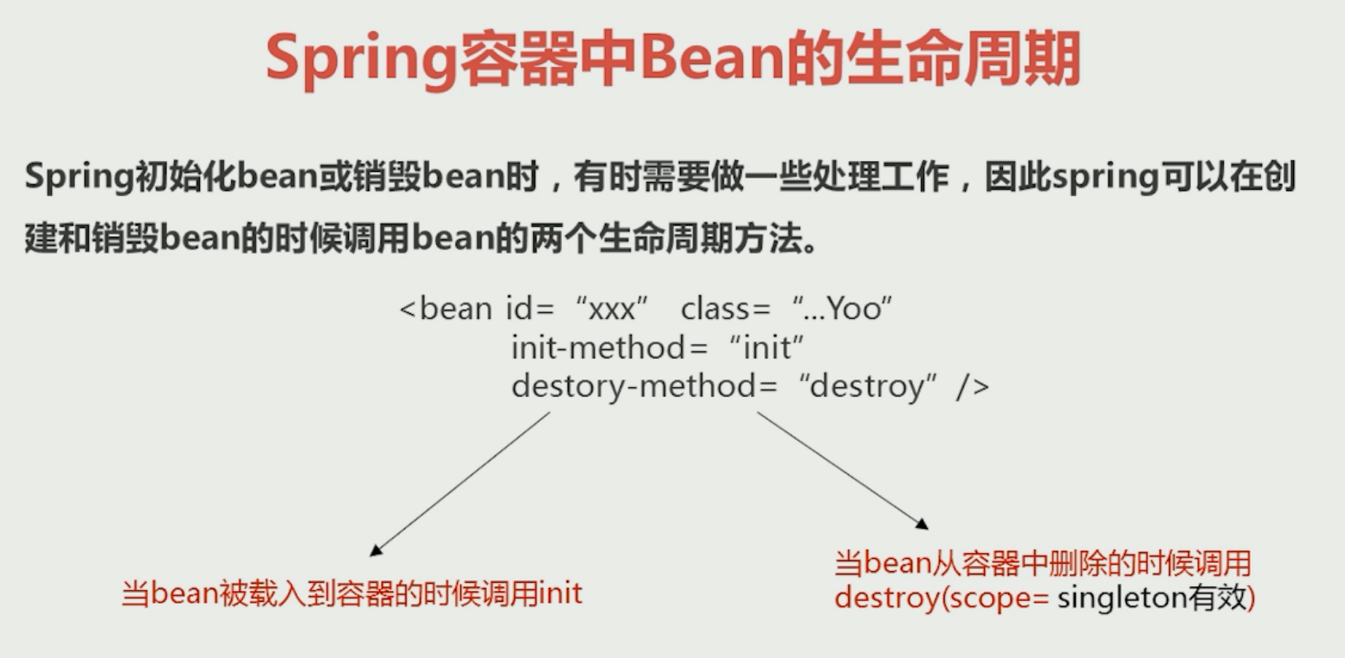 Spring容器中Bean的生命周期
Spring初始化bean或销毁bean时，有时需要做一些处理工作，因此spring可以在创
建和销毁bean的时候调用bean的两个生命周期方法。
<bean id= “xxx” class= “...Yoo”
init-method= “init”
destory-method= “destroy” />
当bean被载入到容器的时候调用init
当bean从容器中删除的时候调用
destroy(scope= singleton有效)